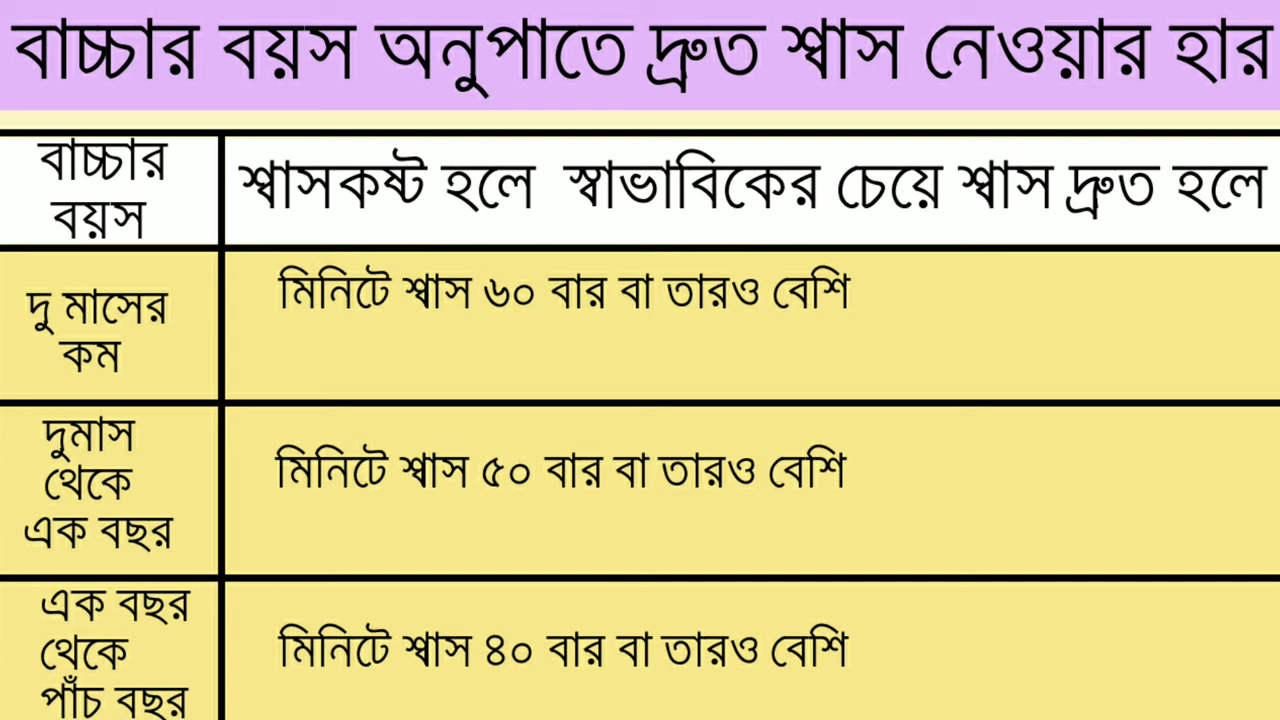 বাচ্চার বয়স অনুপাতে দ্রুত শ্বাস নেওয়ার হার
বাচ্চার
বয়স
শ্বাসকষ্ট হলে স্বাভাবিকের চেয়ে শ্বাস দ্রুত হলে
দু মাসের
কম
মিনিটে শ্বাস ৬০ বার বা তারও বেশি
দুমাস
থেকে
এক বছর
মিনিটে শ্বাস ৫০ বার বা তারও বেশি
এক বছর
থেকে
পাঁচ বছর
মিনিটে শ্বাস ৪০ বার বা তারও বেশি